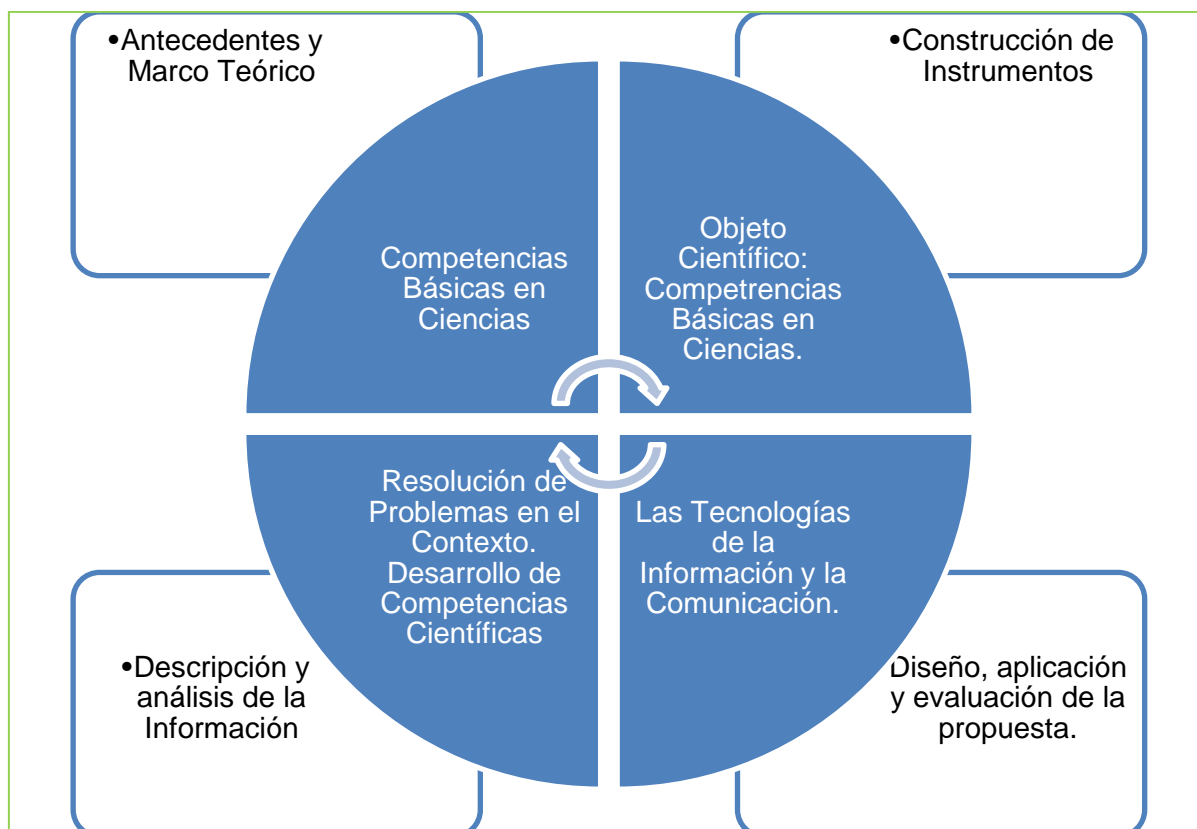 •Antecedentes y
Marco Teórico
•Construcción de
Instrumentos
Competencias
Básicas en
Ciencias
Objeto
Científico:
Competrencias
Básicas en
Ciencias.
Resolución de
Problemas en el
Contexto.
Desarrollo de
Competencias
Científicas
Las Tecnologías
de la
Información y la
Comunicación.
•Descripción y
análisis de la
Información
Diseño, aplicación
y evaluación de la
propuesta.